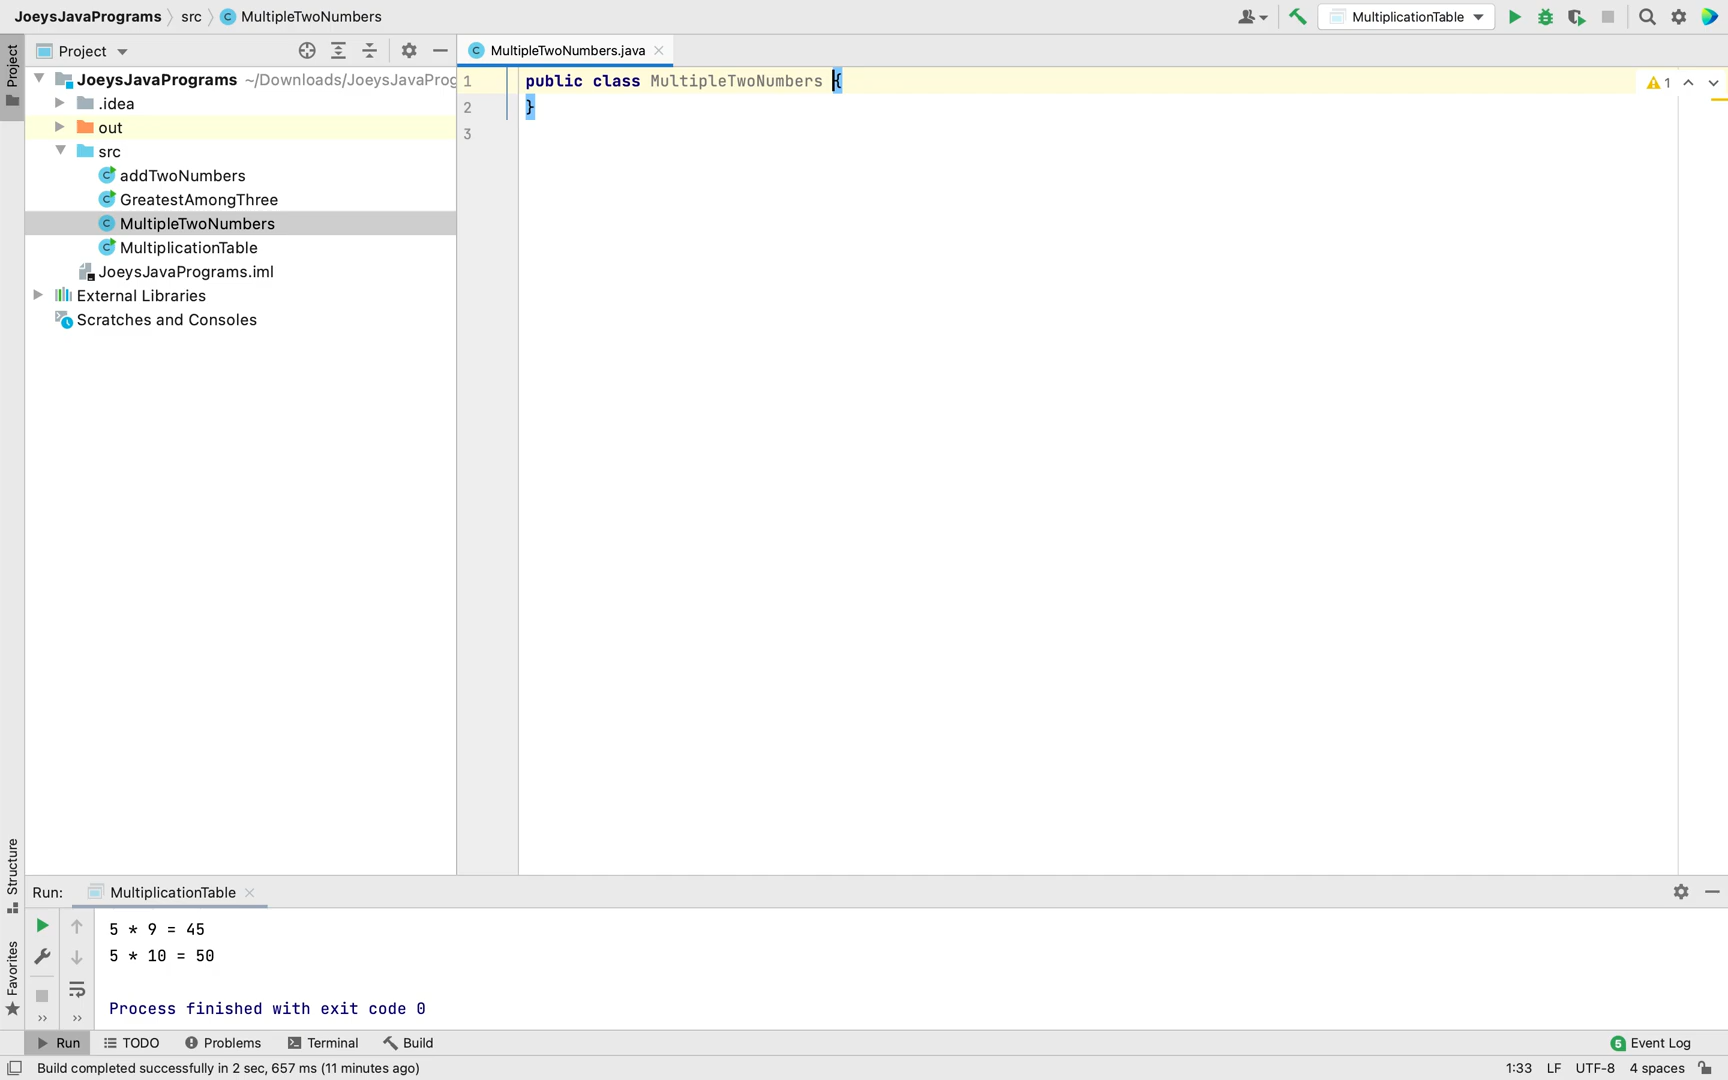 JoeysJavaPrograms src MultipleTwoNumbers MultiplicationTable
Project Project MultipleTwoNumbers.java
JoeysJavaPrograms ~/Downloads/JoeysJavaProg
.idea
out
src
addTwoNumbers
GreatestAmongThree
MultipleTwoNumbers
MultiplicationTable
JoeysJavaPrograms.iml
External Libraries
Scratches and Consoles
1 public class MultipleTwoNumbers { 1
2 }
3
Structure
Favorites
Run: MultiplicationTable
5 * 9 = 45
5 * 10 = 50
Process finished with exit code 0
Run TODO Problems Terminal Build 5 Event Log
Build completed successfully in 2 sec, 657 ms (11 minutes ago) 1:33 LF UTF-8 4 spaces